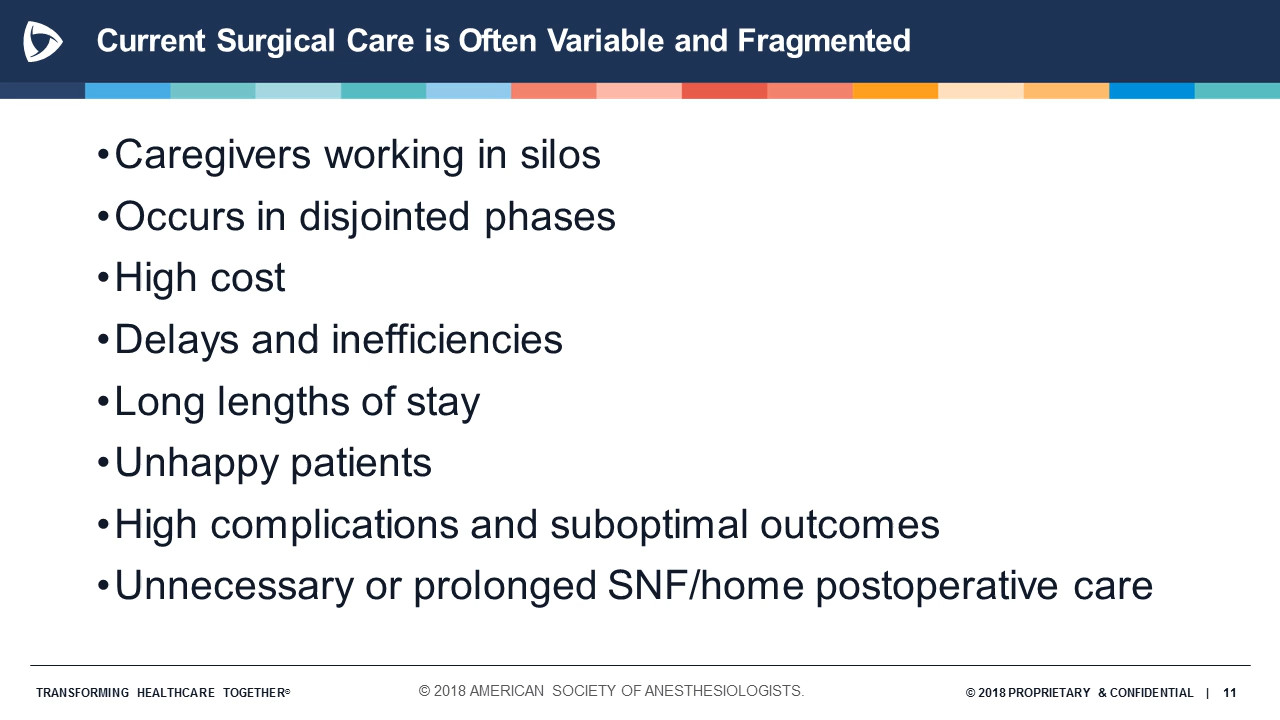 Current Surgical Care is Often Variable and Fragmented
•Caregivers working in silos
•Occurs in disjointed phases
•High cost
•Delays and inefficiencies
•Long lengths of stay
•Unhappy patients
•High complications and suboptimal outcomes
•Unnecessary or prolonged SNF/home postoperative care
TRANSFORMING HEALTHCARE TOGETHER© © 2018 AMERICAN SOCIETY OF ANESTHESIOLOGISTS. © 2018 PROPRIETARY & CONFIDENTIAL | 11